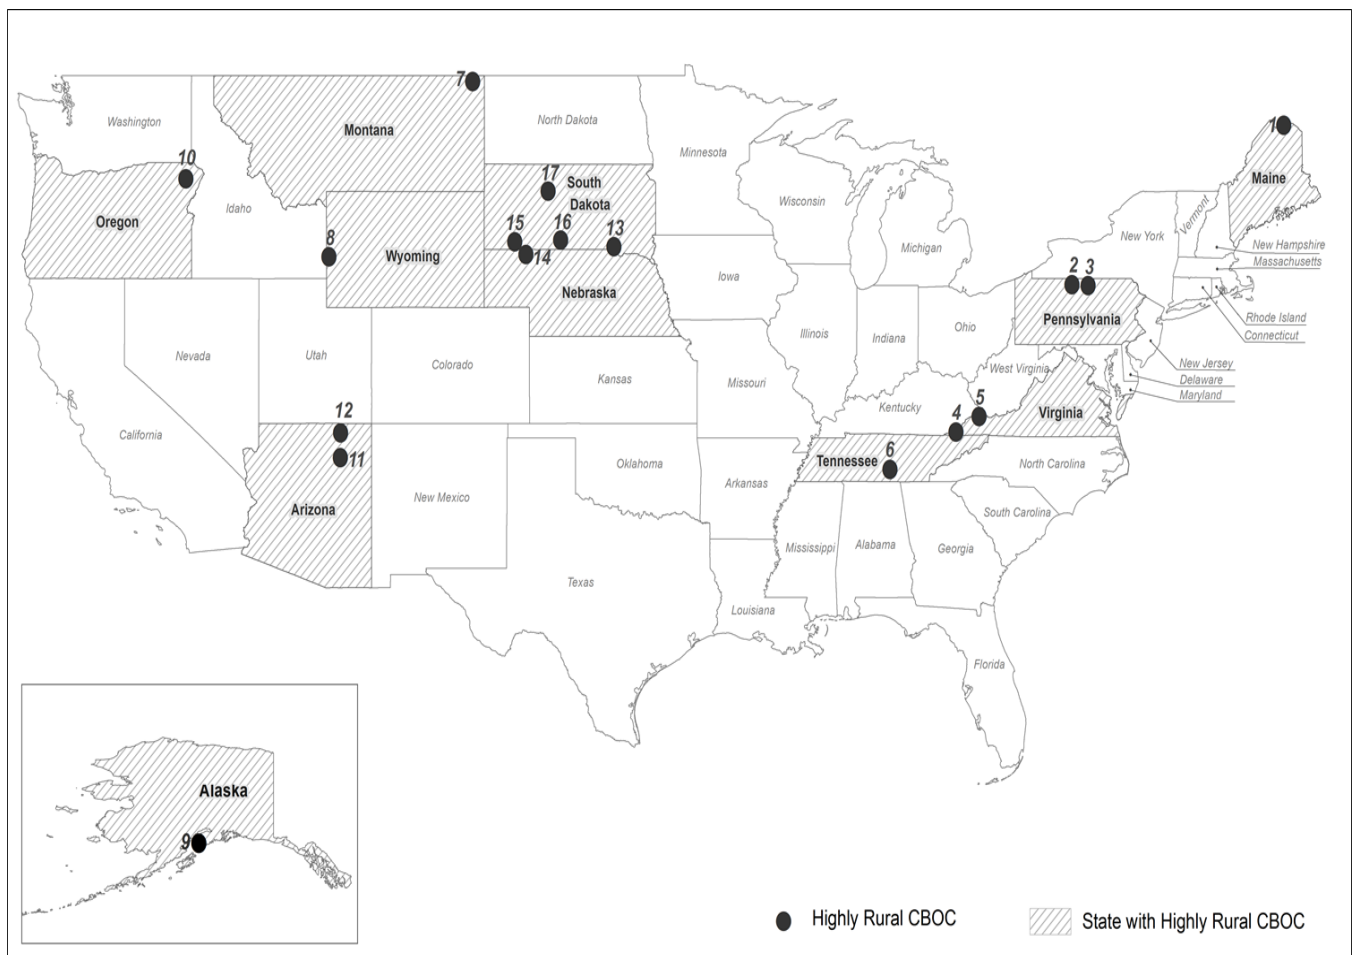 7
1
Washington
Montana
North Dakota
Minnesota
Maine
10
17
South
Dakota
Wisconsin
Vermont
Oregon
Idaho
8
15
16
13
New York
New Hampshire
Massachusetts
Wyoming
14
Michigan
2
3
Nebraska
Iowa
Pennsylvania
Rhode Island
Connecticut
Nevada
Utah
Colorado
Kansas
Missouri
Illinois
Indiana
Ohio
West Virginia
New Jersey
Delaware
Maryland
12
Kentucky
4
5
Virginia
California
11
Oklahoma
Tennessee
6
North Carolina
Arizona
New Mexico
Arkansas
South Carolina
Mississippi
Alabama
Georgia
Texas
Louisiana
Florida
Alaska
9
Highly Rural CBOC
State with Highly Rural CBOC